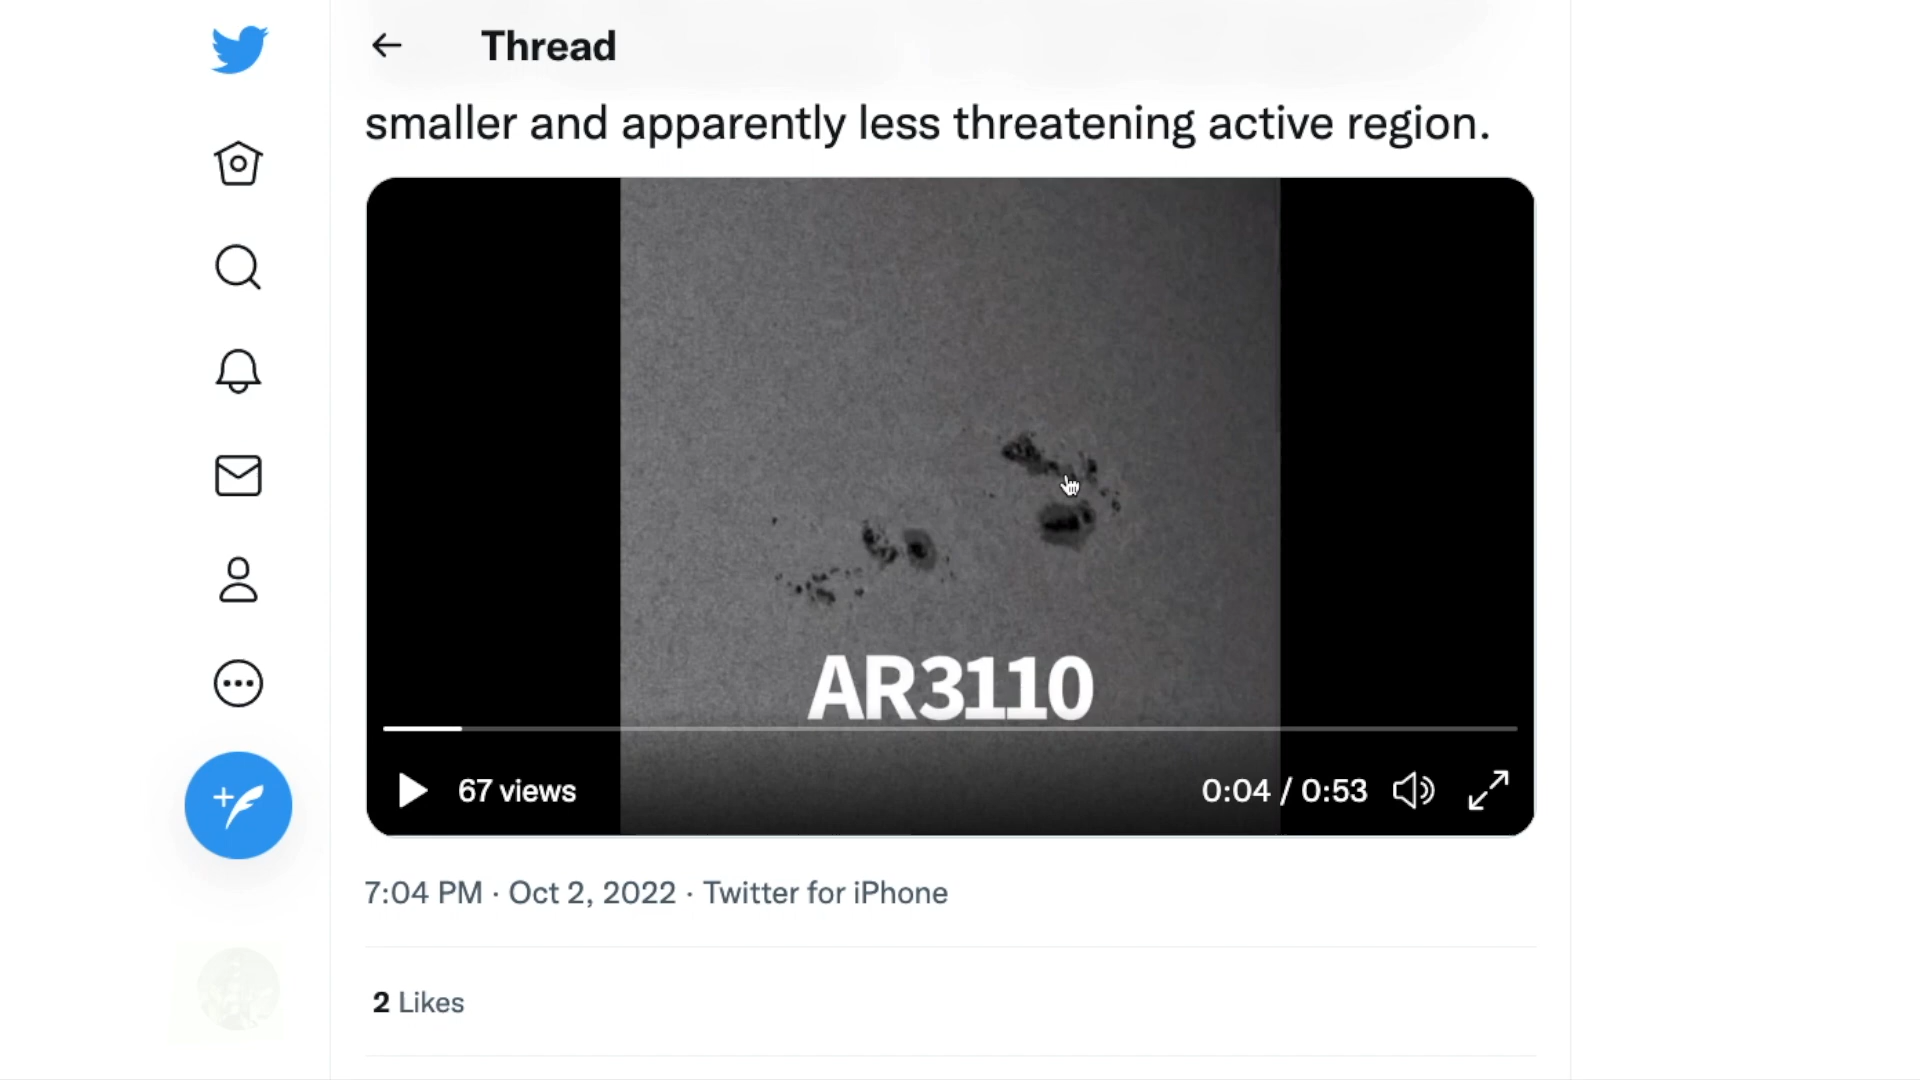 Thread
smaller and apparently less threatening active region.
AR3110
67 views
0:04 / 0:53
7:04 PM · Oct 2, 2022 · Twitter for iPhone
2 Likes